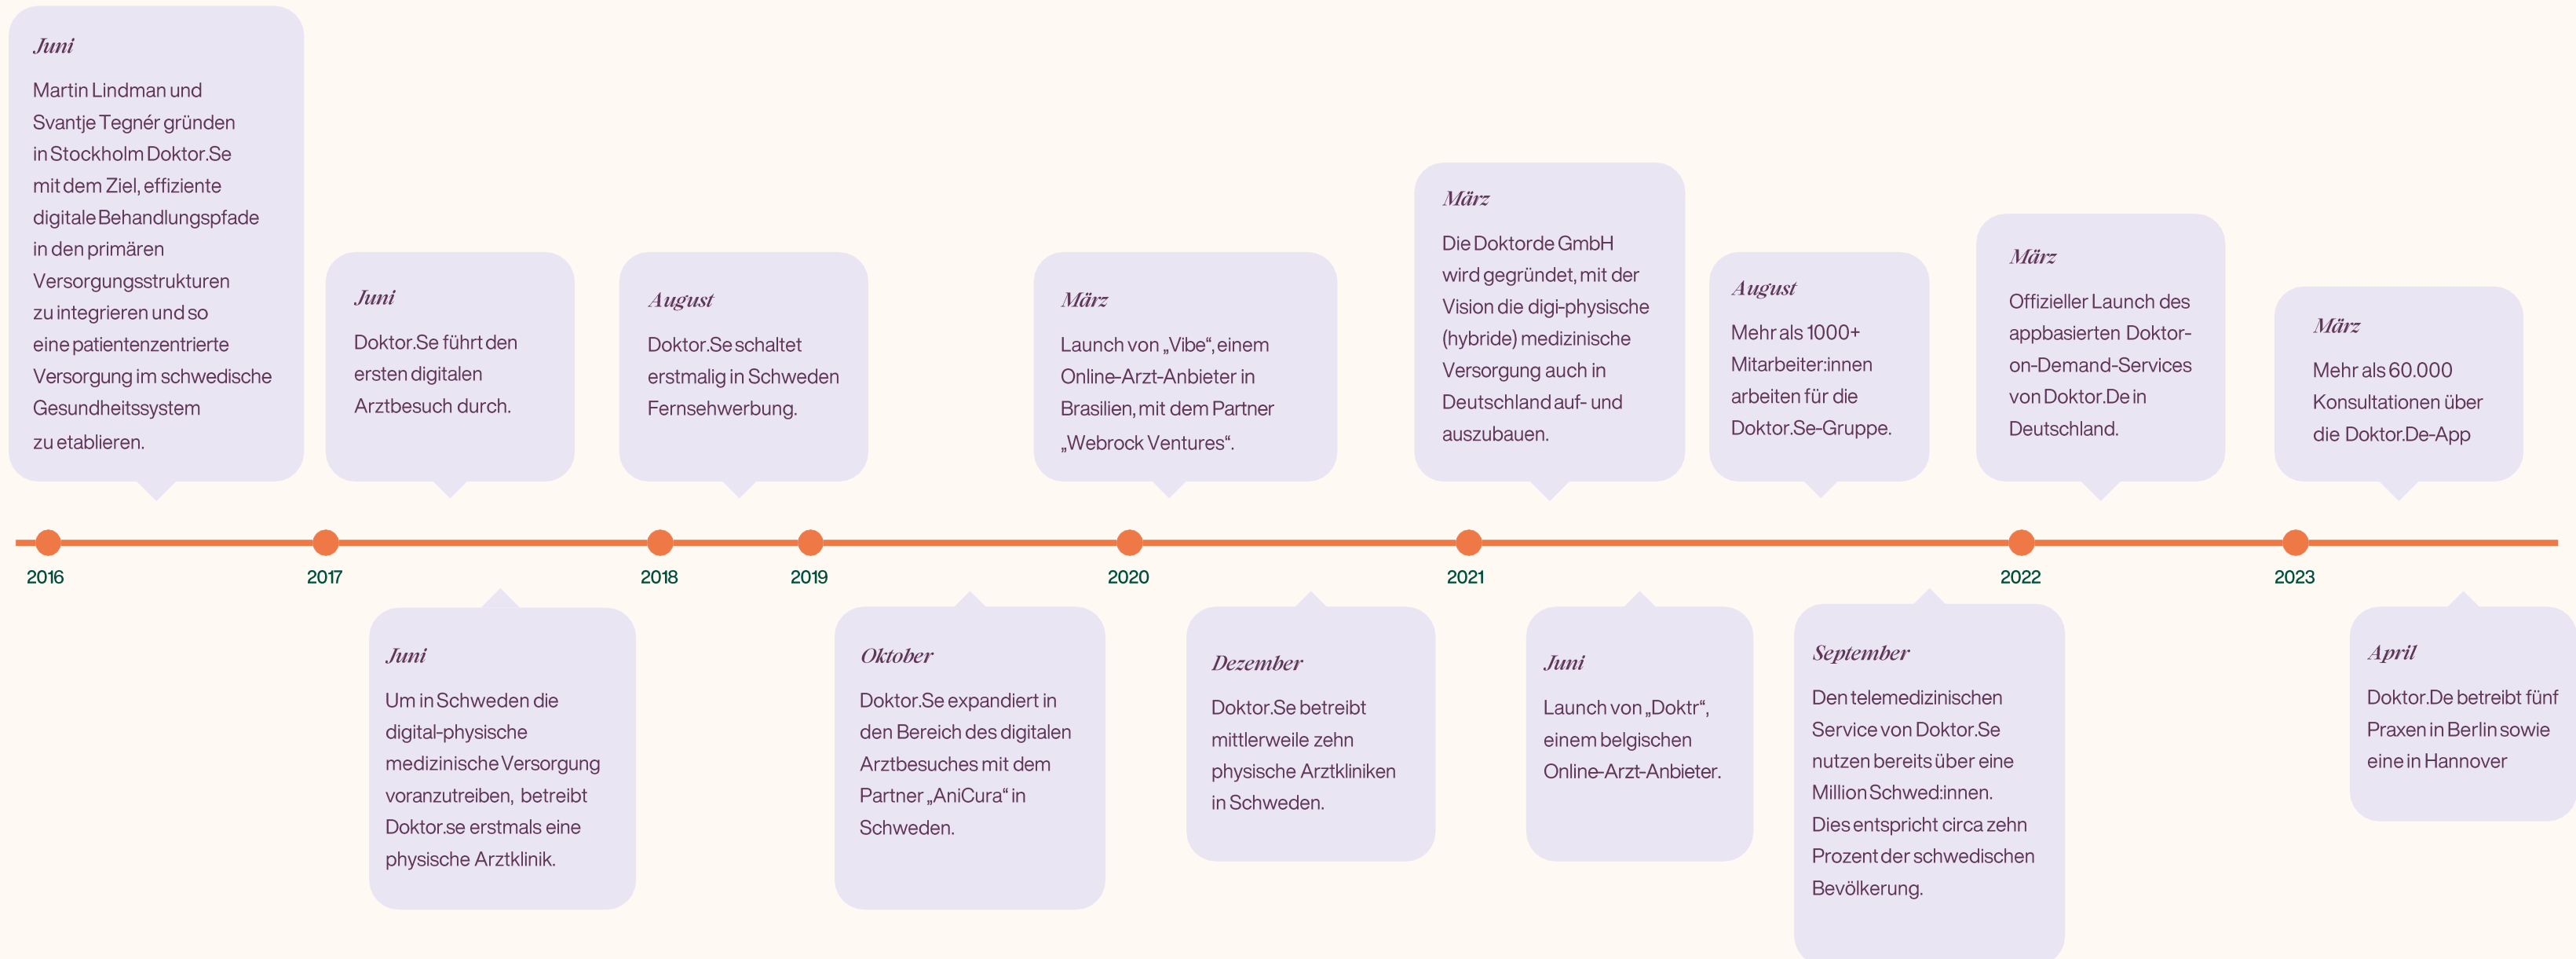 Juni
Martin Lindman und
Svantje Tegnér gründen
in Stockholm Doktor.Se
mit dem Ziel, effiziente
digitale Behandlungspfade
in den primären
Versorgungsstrukturen
zu integrieren und so
eine patientenzentrierte
Versorgung im schwedische
Gesundheitssystem
zu etablieren.
Juni
Doktor.Se führt den
ersten digitalen
Arztbesuch durch.
August
Doktor.Se schaltet
erstmalig in Schweden
Fernsehwerbung.
März
Launch von „Vibe“, einem
Online-Arzt-Anbieter in
Brasilien, mit dem Partner
„Webrock Ventures“.
März
Die Doktorde GmbH
wird gegründet, mit der
Vision die digi-physische
(hybride) medizinische
Versorgung auch in
Deutschland auf- und
auszubauen.
August
Mehr als 1000+
Mitarbeiter:innen
arbeiten für die
Doktor.Se-Gruppe.
März
Offizieller Launch des
appbasierten Doktor-
on-Demand-Services
von Doktor.De in
Deutschland.
März
Mehr als 60.000
Konsultationen über
die Doktor.De-App
2016
2017
2018
2019
2020
2021
2022
2023
Juni
Um in Schweden die
digital-physische
medizinische Versorgung
voranzutreiben, betreibt
Doktor.se erstmals eine
physische Arztklinik.
Oktober
Doktor.Se expandiert in
den Bereich des digitalen
Arztbesuches mit dem
Partner „AniCura“ in
Schweden.
Dezember
Doktor.Se betreibt
mittlerweile zehn
physische Arztkliniken
in Schweden.
Juni
Launch von „Doktr“,
einem belgischen
Online-Arzt-Anbieter.
September
Den telemedizinischen
Service von Doktor.Se
nutzen bereits über eine
Million Schwed:innen.
Dies entspricht circa zehn
Prozent der schwedischen
Bevölkerung.
April
Doktor.De betreibt fünf
Praxen in Berlin sowie
eine in Hannover